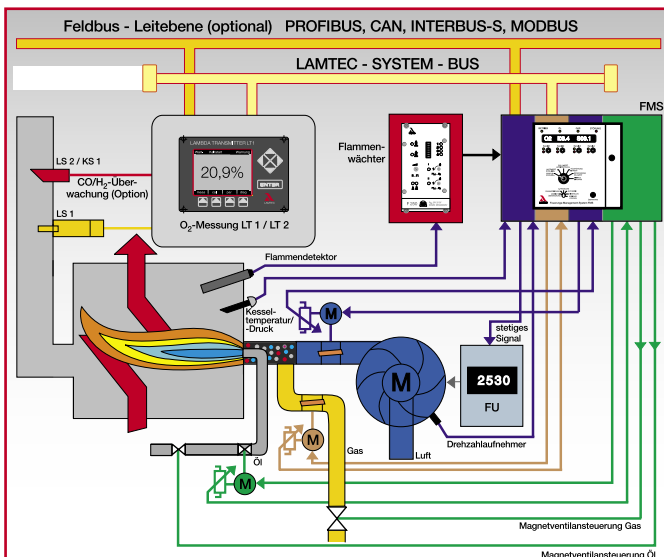 Feldbus - Leitebene (optional) PROFIBUS, CAN, INTERBUS-S, MODBUS
LAMTEC - SYSTEM - BUS
FMS
LS 2 / KS 1
CO/H₂-Über-
wachung (Option)
LS 1
LAMBDA TRANSMITTER LT1
20,9%
ENTER
O₂-Messung LT 1 / LT 2
Flammen-
wächter
Flammendetektor
Kessel-
temperatur/
-Druck
M
M
stetiges
Signal
2530
FU
Drehzahlaufnehmer
Luft
Gas
M
Öl
M
Magnetventilansteuerung Gas
Magnetventilansteuerung Öl